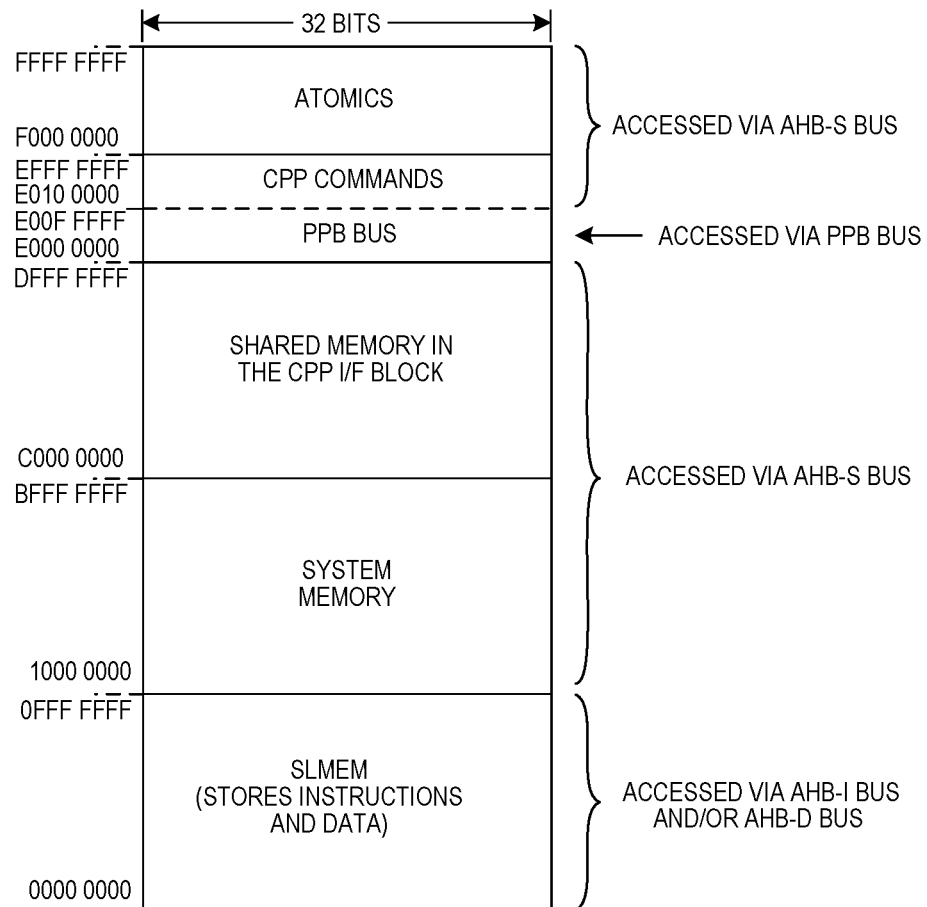 32 BITS
FFFF FFFF
ATOMICS
ACCESSED VIA AHB-S BUS
F000 0000
EFFF FFFF
CPP COMMANDS
E010 0000
E00F FFFF
PPB BUS
ACCESSED VIA PPB BUS
E000 0000
DFFF FFFF
SHARED MEMORY IN
THE CPP I/F BLOCK
C000 0000
BFFF FFFF
ACCESSED VIA AHB-S BUS
SYSTEM
MEMORY
1000 0000
0FFF FFFF
SLMEM
(STORES INSTRUCTIONS
AND DATA)
ACCESSED VIA AHB-I BUS
AND/OR AHB-D BUS
0000 0000